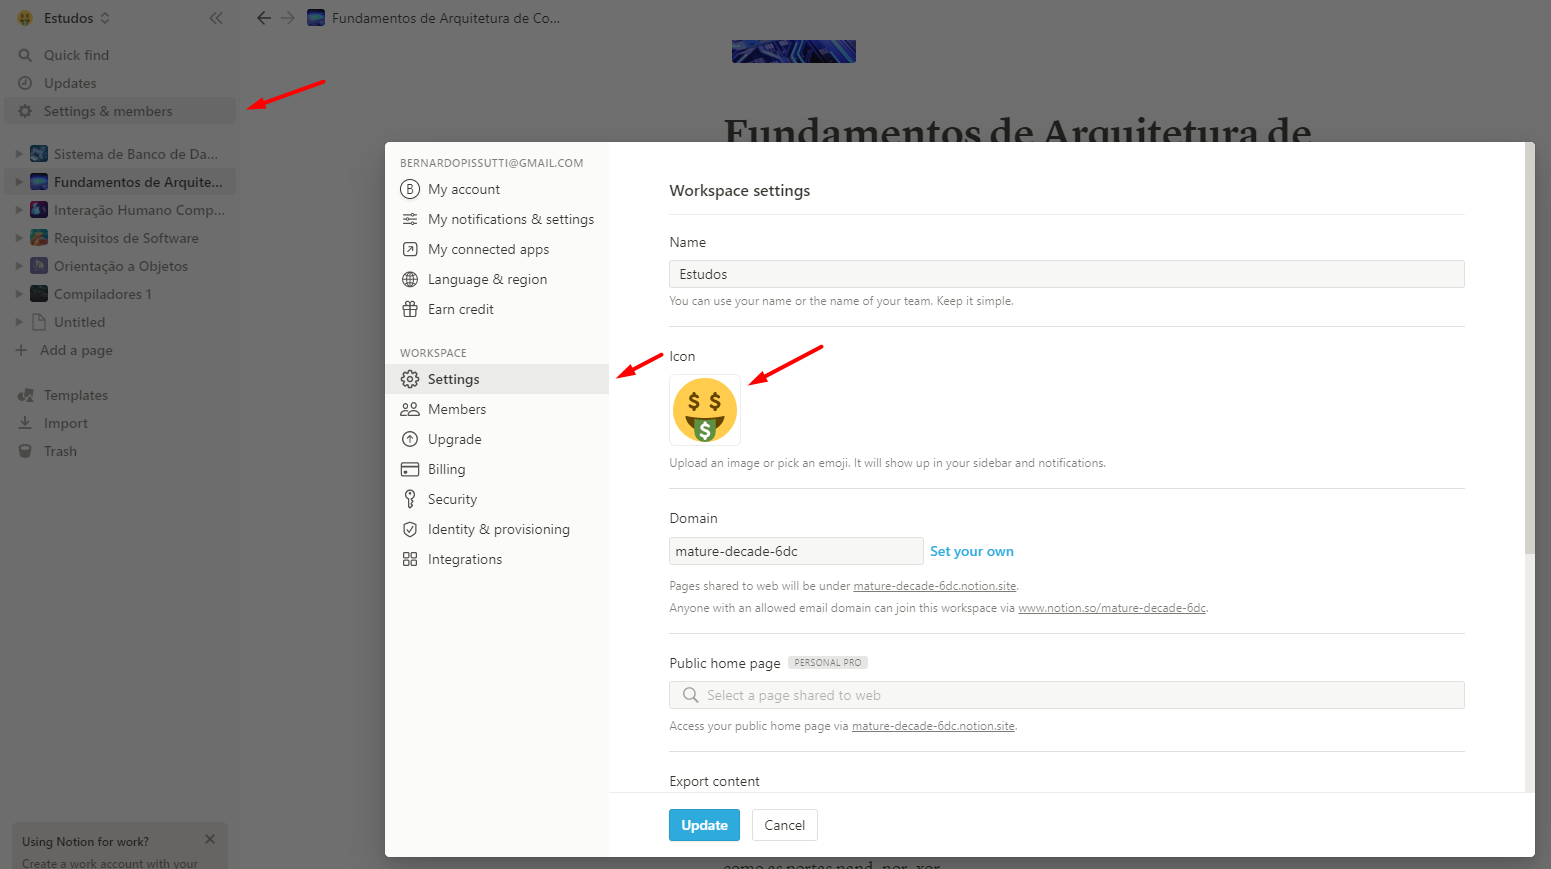 Estudos
Fundamentos de Arquitetura de Co...
Quick find
Updates
Settings & members
Sistema de Banco de Da...
Fundamentos de Arquite...
Interação Humano Comp...
Requisitos de Software
Orientação a Objetos
Compiladores 1
Untitled
Add a page
Templates
Import
Trash
Using Notion for work?
Create a work account with your
Fundamentos de Arquitetura de
BERNARDOPISSUTTI@GMAIL.COM
B
My account
My notifications & settings
My connected apps
Language & region
Earn credit
WORKSPACE
Settings
Members
Upgrade
Billing
Security
Identity & provisioning
Integrations
Workspace settings
Name
Estudos
You can use your name or the name of your team. Keep it simple.
Icon
$ $
$
Upload an image or pick an emoji. It will show up in your sidebar and notifications.
Domain
mature-decade-6dc Set your own
Pages shared to web will be under mature-decade-6dc.notion.site.
Anyone with an allowed email domain can join this workspace via www.notion.so/mature-decade-6dc.
Public home page PERSONAL PRO
Select a page shared to web
Access your public home page via mature-decade-6dc.notion.site.
Export content
Update Cancel
como as portas nand, nor, xor